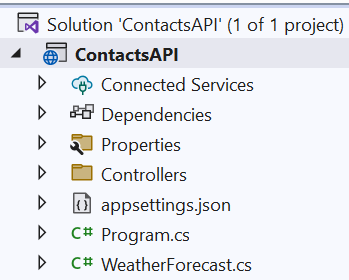 Solution 'ContactsAPI' (1 of 1 project)
ContactsAPI
Connected Services
Dependencies
Properties
Controllers
appsettings.json
C# Program.cs
C# WeatherForecast.cs